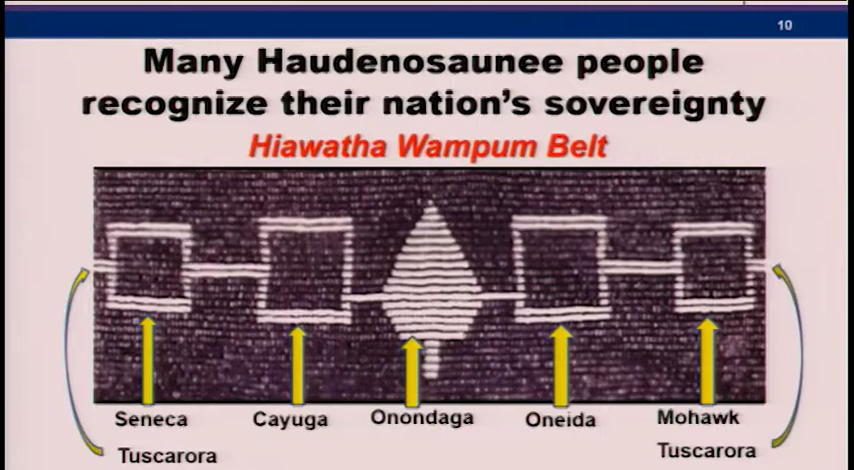 10
Many Haudenosaunee people
recognize their nation's sovereignty
Hiawatha Wampum Belt
Seneca Cayuga Onondaga Oneida Mohawk
Tuscarora Tuscarora